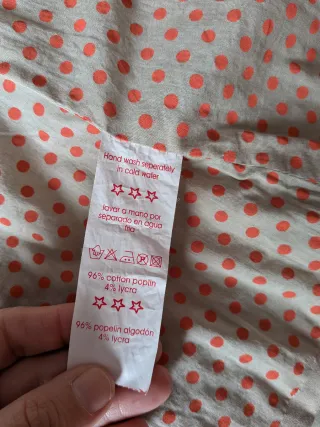 Hand wash seperately
in cold water
lavar a mano por
separado en agua
fria
96% cotton poplin
4% lycra
96% popelin algodón
4% lycra